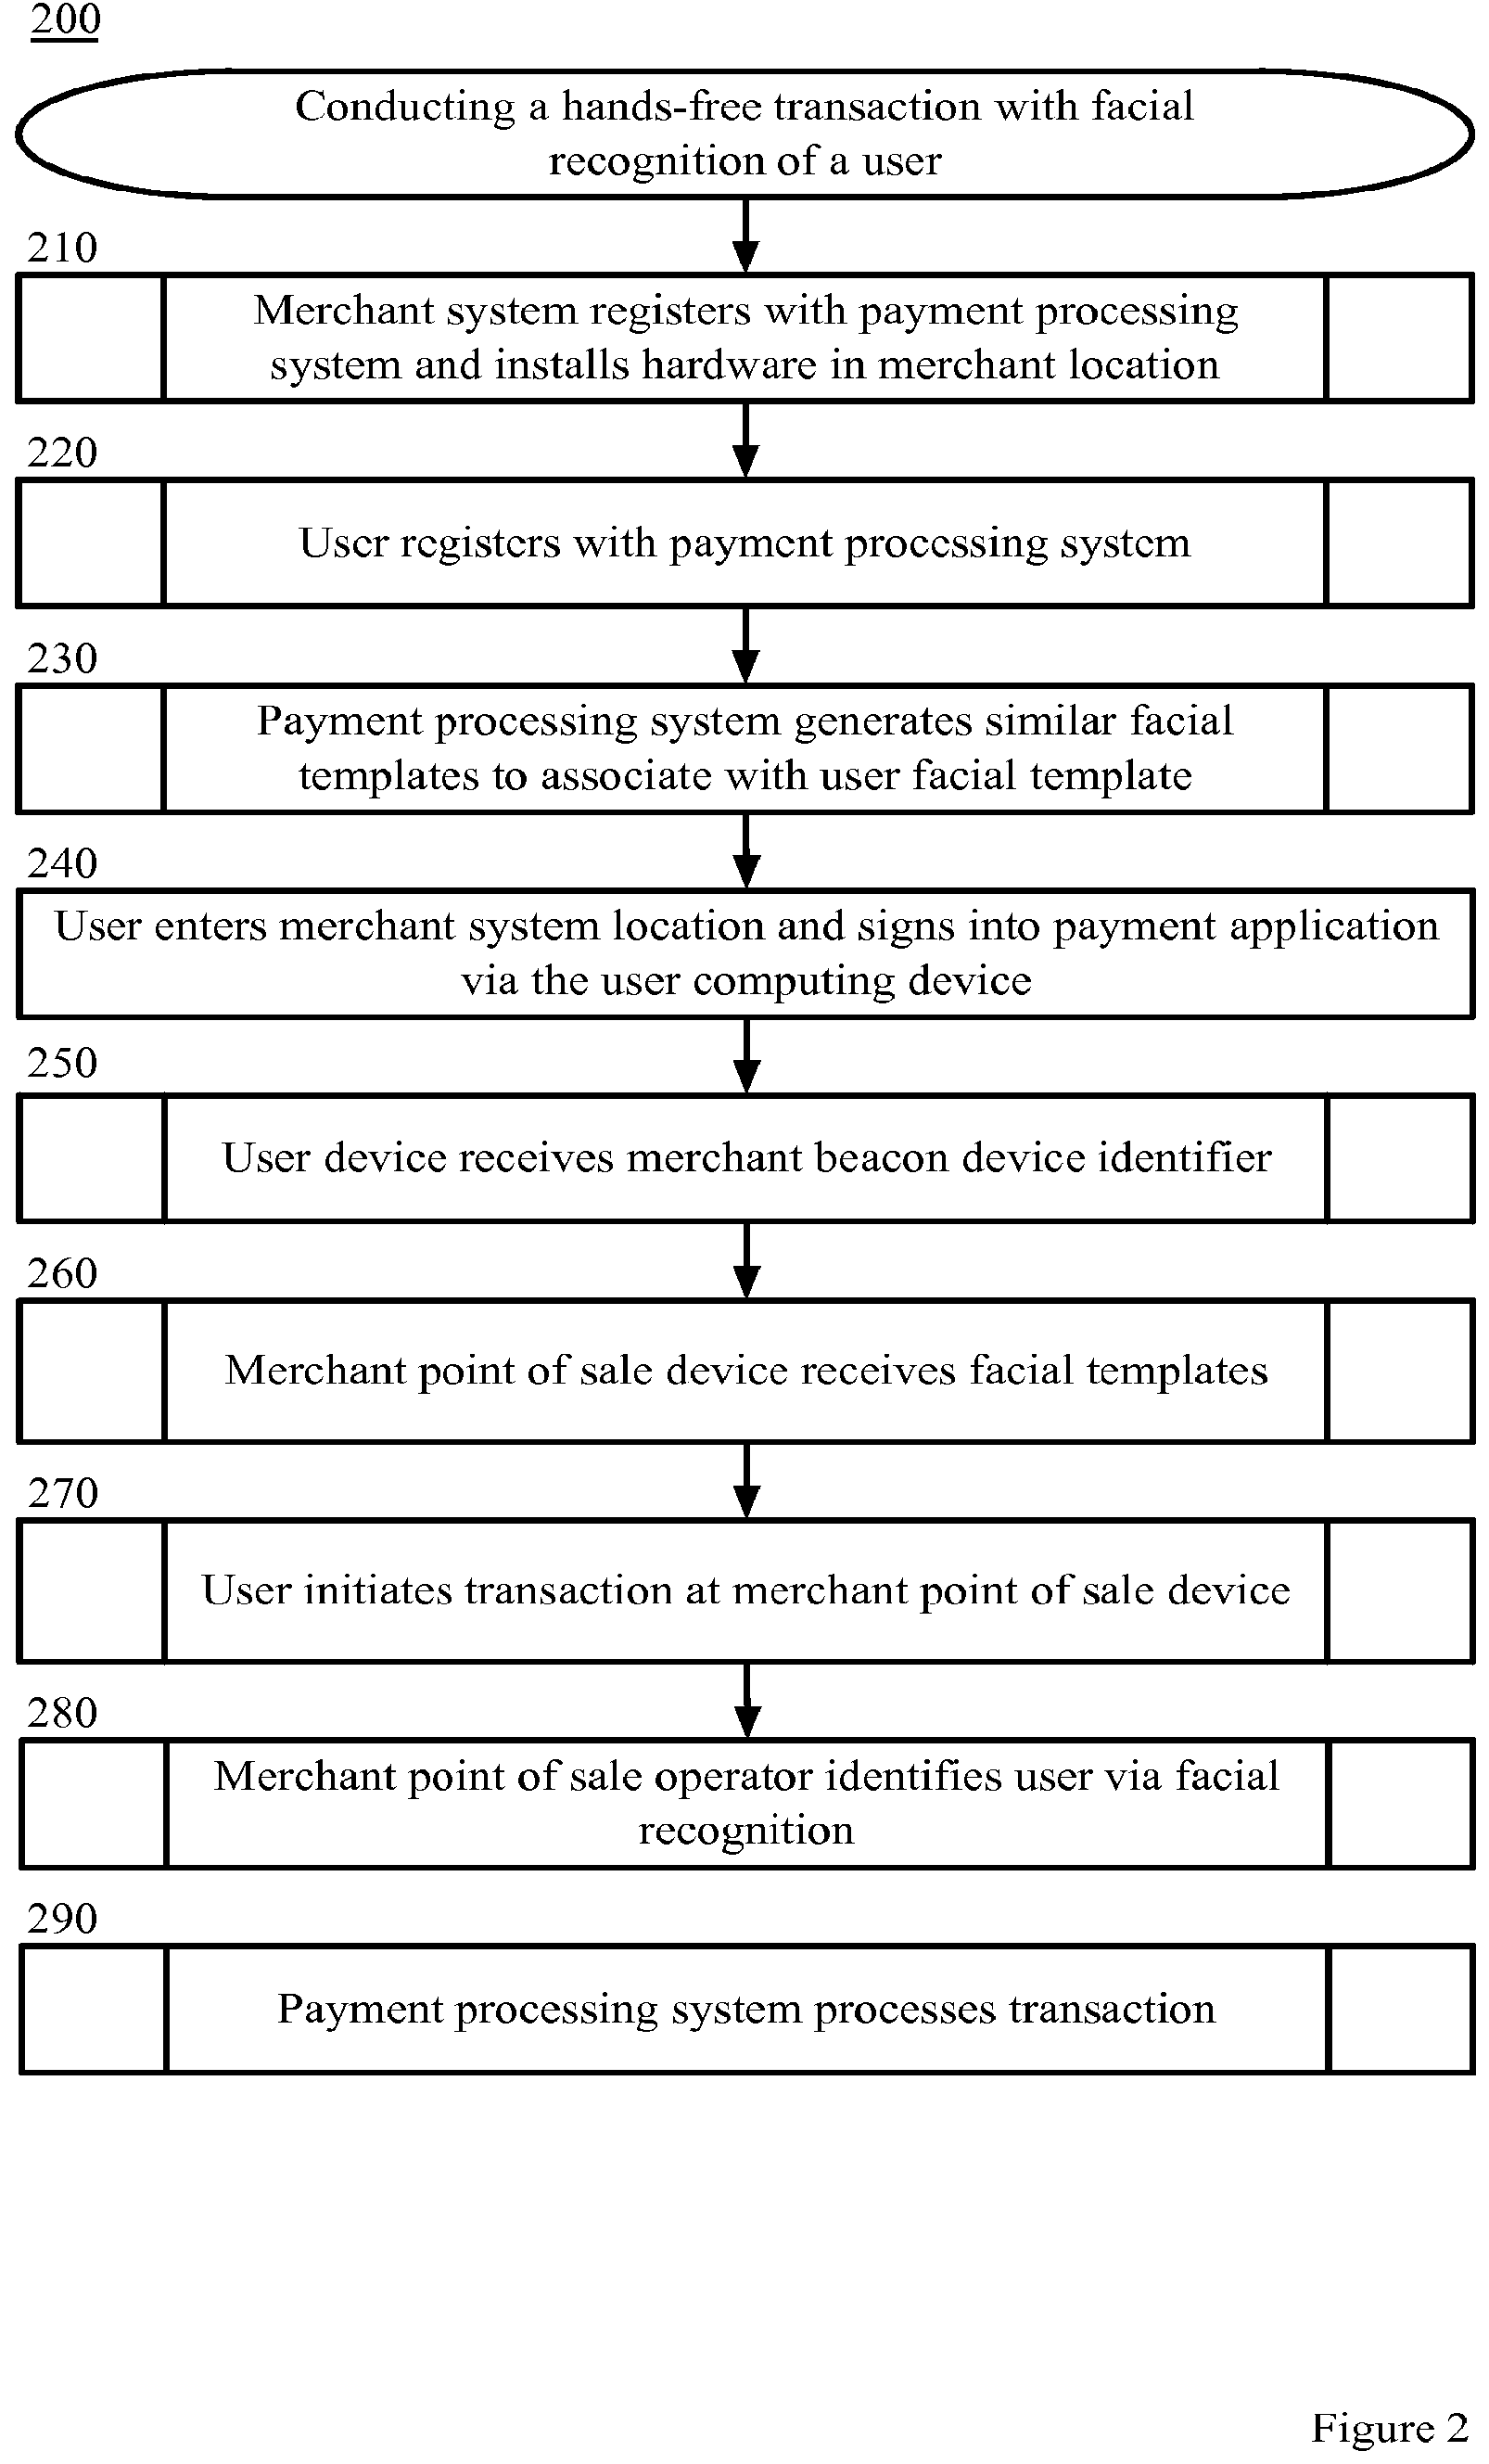 200
Conducting a hands-free transaction with facial
recognition of a user
210
Merchant system registers with payment processing
system and installs hardware in merchant location
220
User registers with payment processing system
230
Payment processing system generates similar facial
templates to associate with user facial template
240
User enters merchant system location and signs into payment application
via the user computing device
250
User device receives merchant beacon device identifier
260
Merchant point of sale device receives facial templates
270
User initiates transaction at merchant point of sale device
280
Merchant point of sale operator identifies user via facial
recognition
290
Payment processing system processes transaction
Figure 2